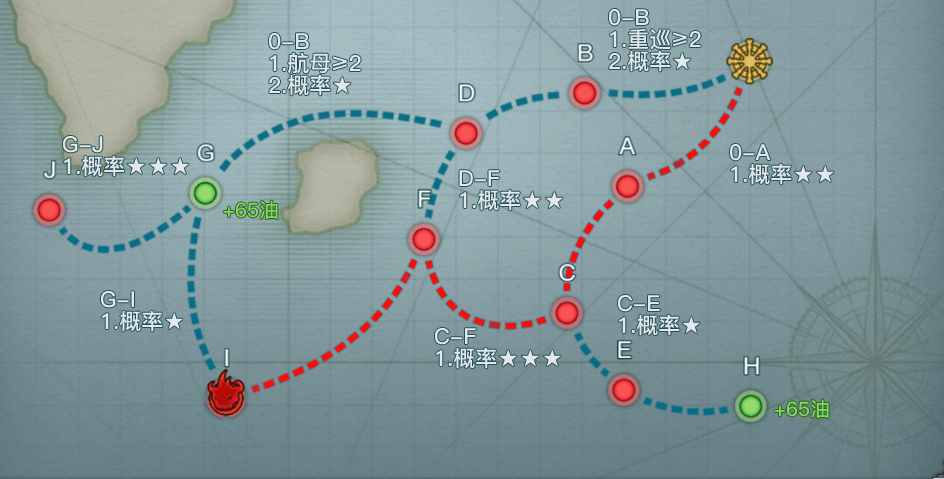 0-B
1.航母≥2
2.概率★
0-B
1.重巡≥2
2.概率★
B
D
A
0-A
1.概率★★
G-J
1.概率★★★
J
G
+65油
D-F
1.概率★★
F
C
G-I
1.概率★
C-E
1.概率★
C-F
1.概率★★★
E
I
H
+65油